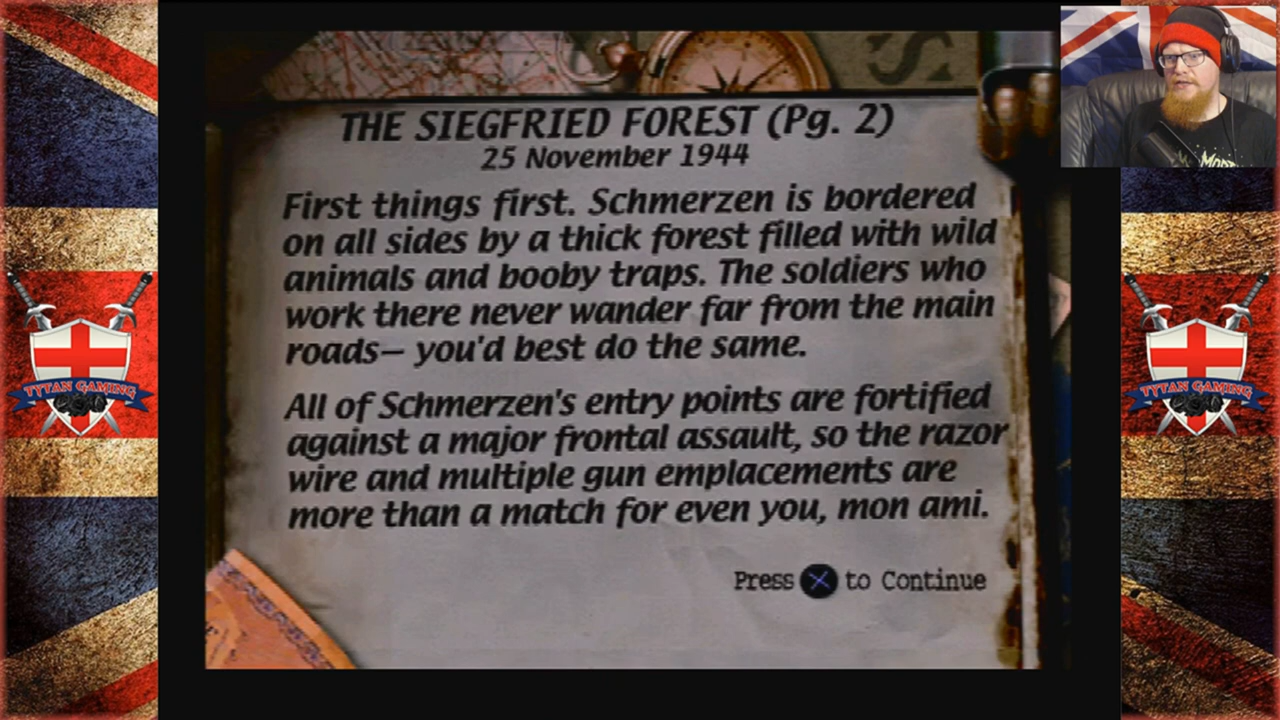 THE SIEGFRIED FOREST (Pg. 2)
25 November 1944
First things first. Schmerzen is bordered
on all sides by a thick forest filled with wild
animals and booby traps. The soldiers who
work there never wander far from the main
roads— you'd best do the same.
All of Schmerzen's entry points are fortified
against a major frontal assault, so the razor
wire and multiple gun emplacements are
more than a match for even you, mon ami.
Press X to Continue
TYTAN GAMING
TYTAN GAMING